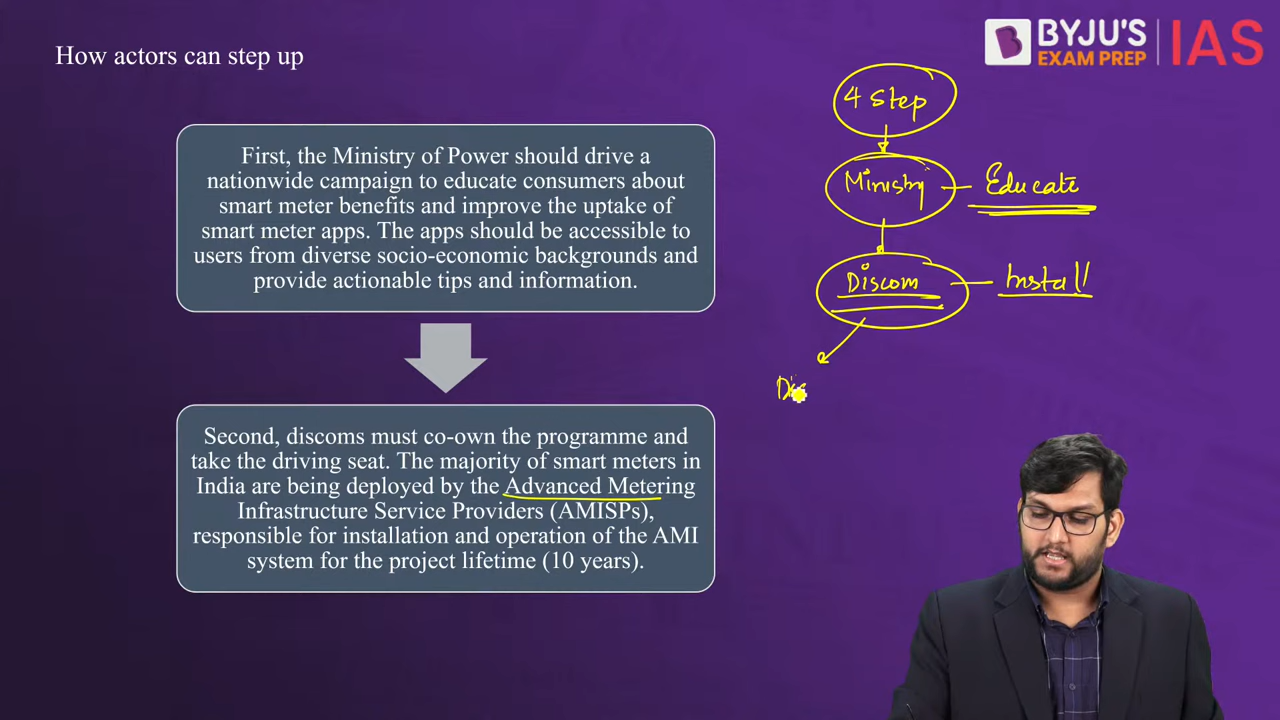 How actors can step up
BYJU'S
EXAM PREP
IAS
First, the Ministry of Power should drive a
nationwide campaign to educate consumers about
smart meter benefits and improve the uptake of
smart meter apps. The apps should be accessible to
users from diverse socio-economic backgrounds and
provide actionable tips and information.
Second, discoms must co-own the programme and
take the driving seat. The majority of smart meters in
India are being deployed by the Advanced Metering
Infrastructure Service Providers (AMISPs),
responsible for installation and operation of the AMI
system for the project lifetime (10 years).
4 Step
Ministry
Educate
Discom
Install